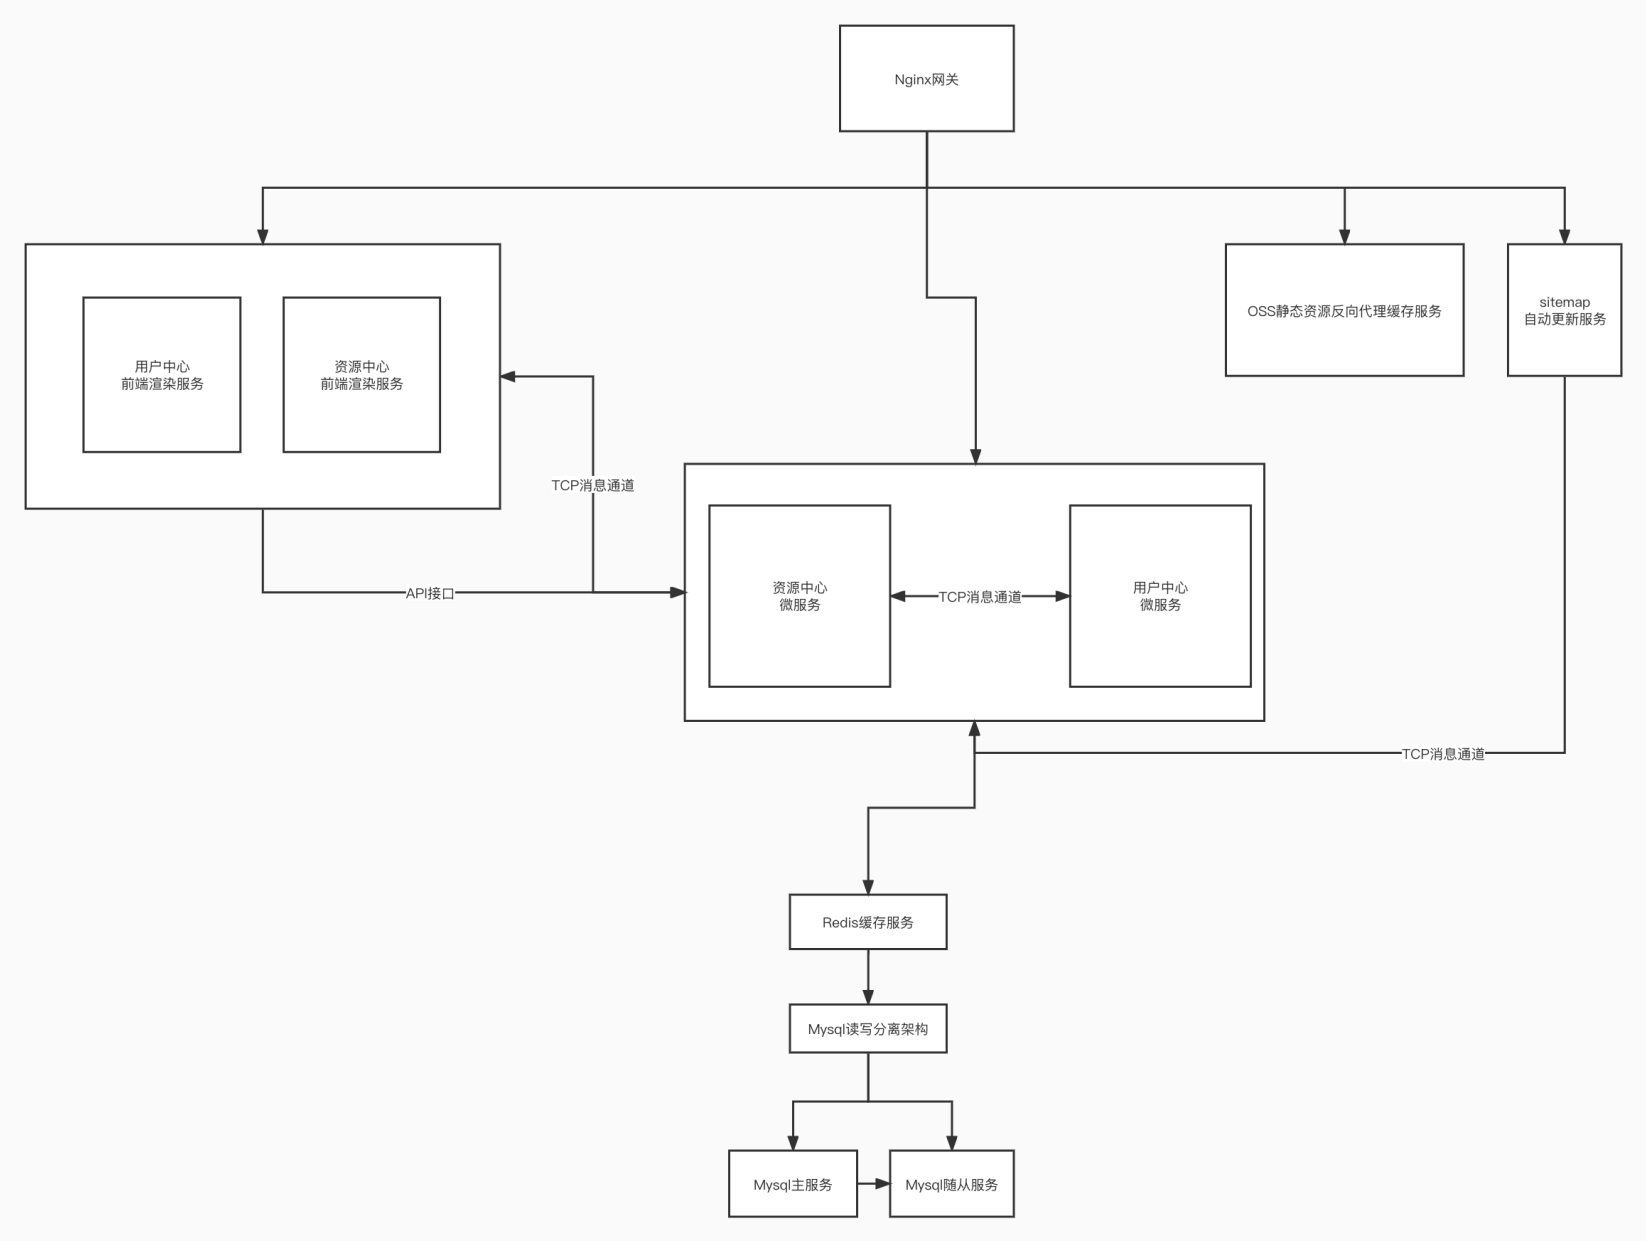 Nginx网关
OSS静态资源反向代理缓存服务
sitemap
自动更新服务
用户中心
前端渲染服务
资源中心
前端渲染服务
TCP消息通道
API接口
资源中心
微服务
TCP消息通道
用户中心
微服务
TCP消息通道
Redis缓存服务
Mysql读写分离架构
Mysql主服务
Mysql随从服务